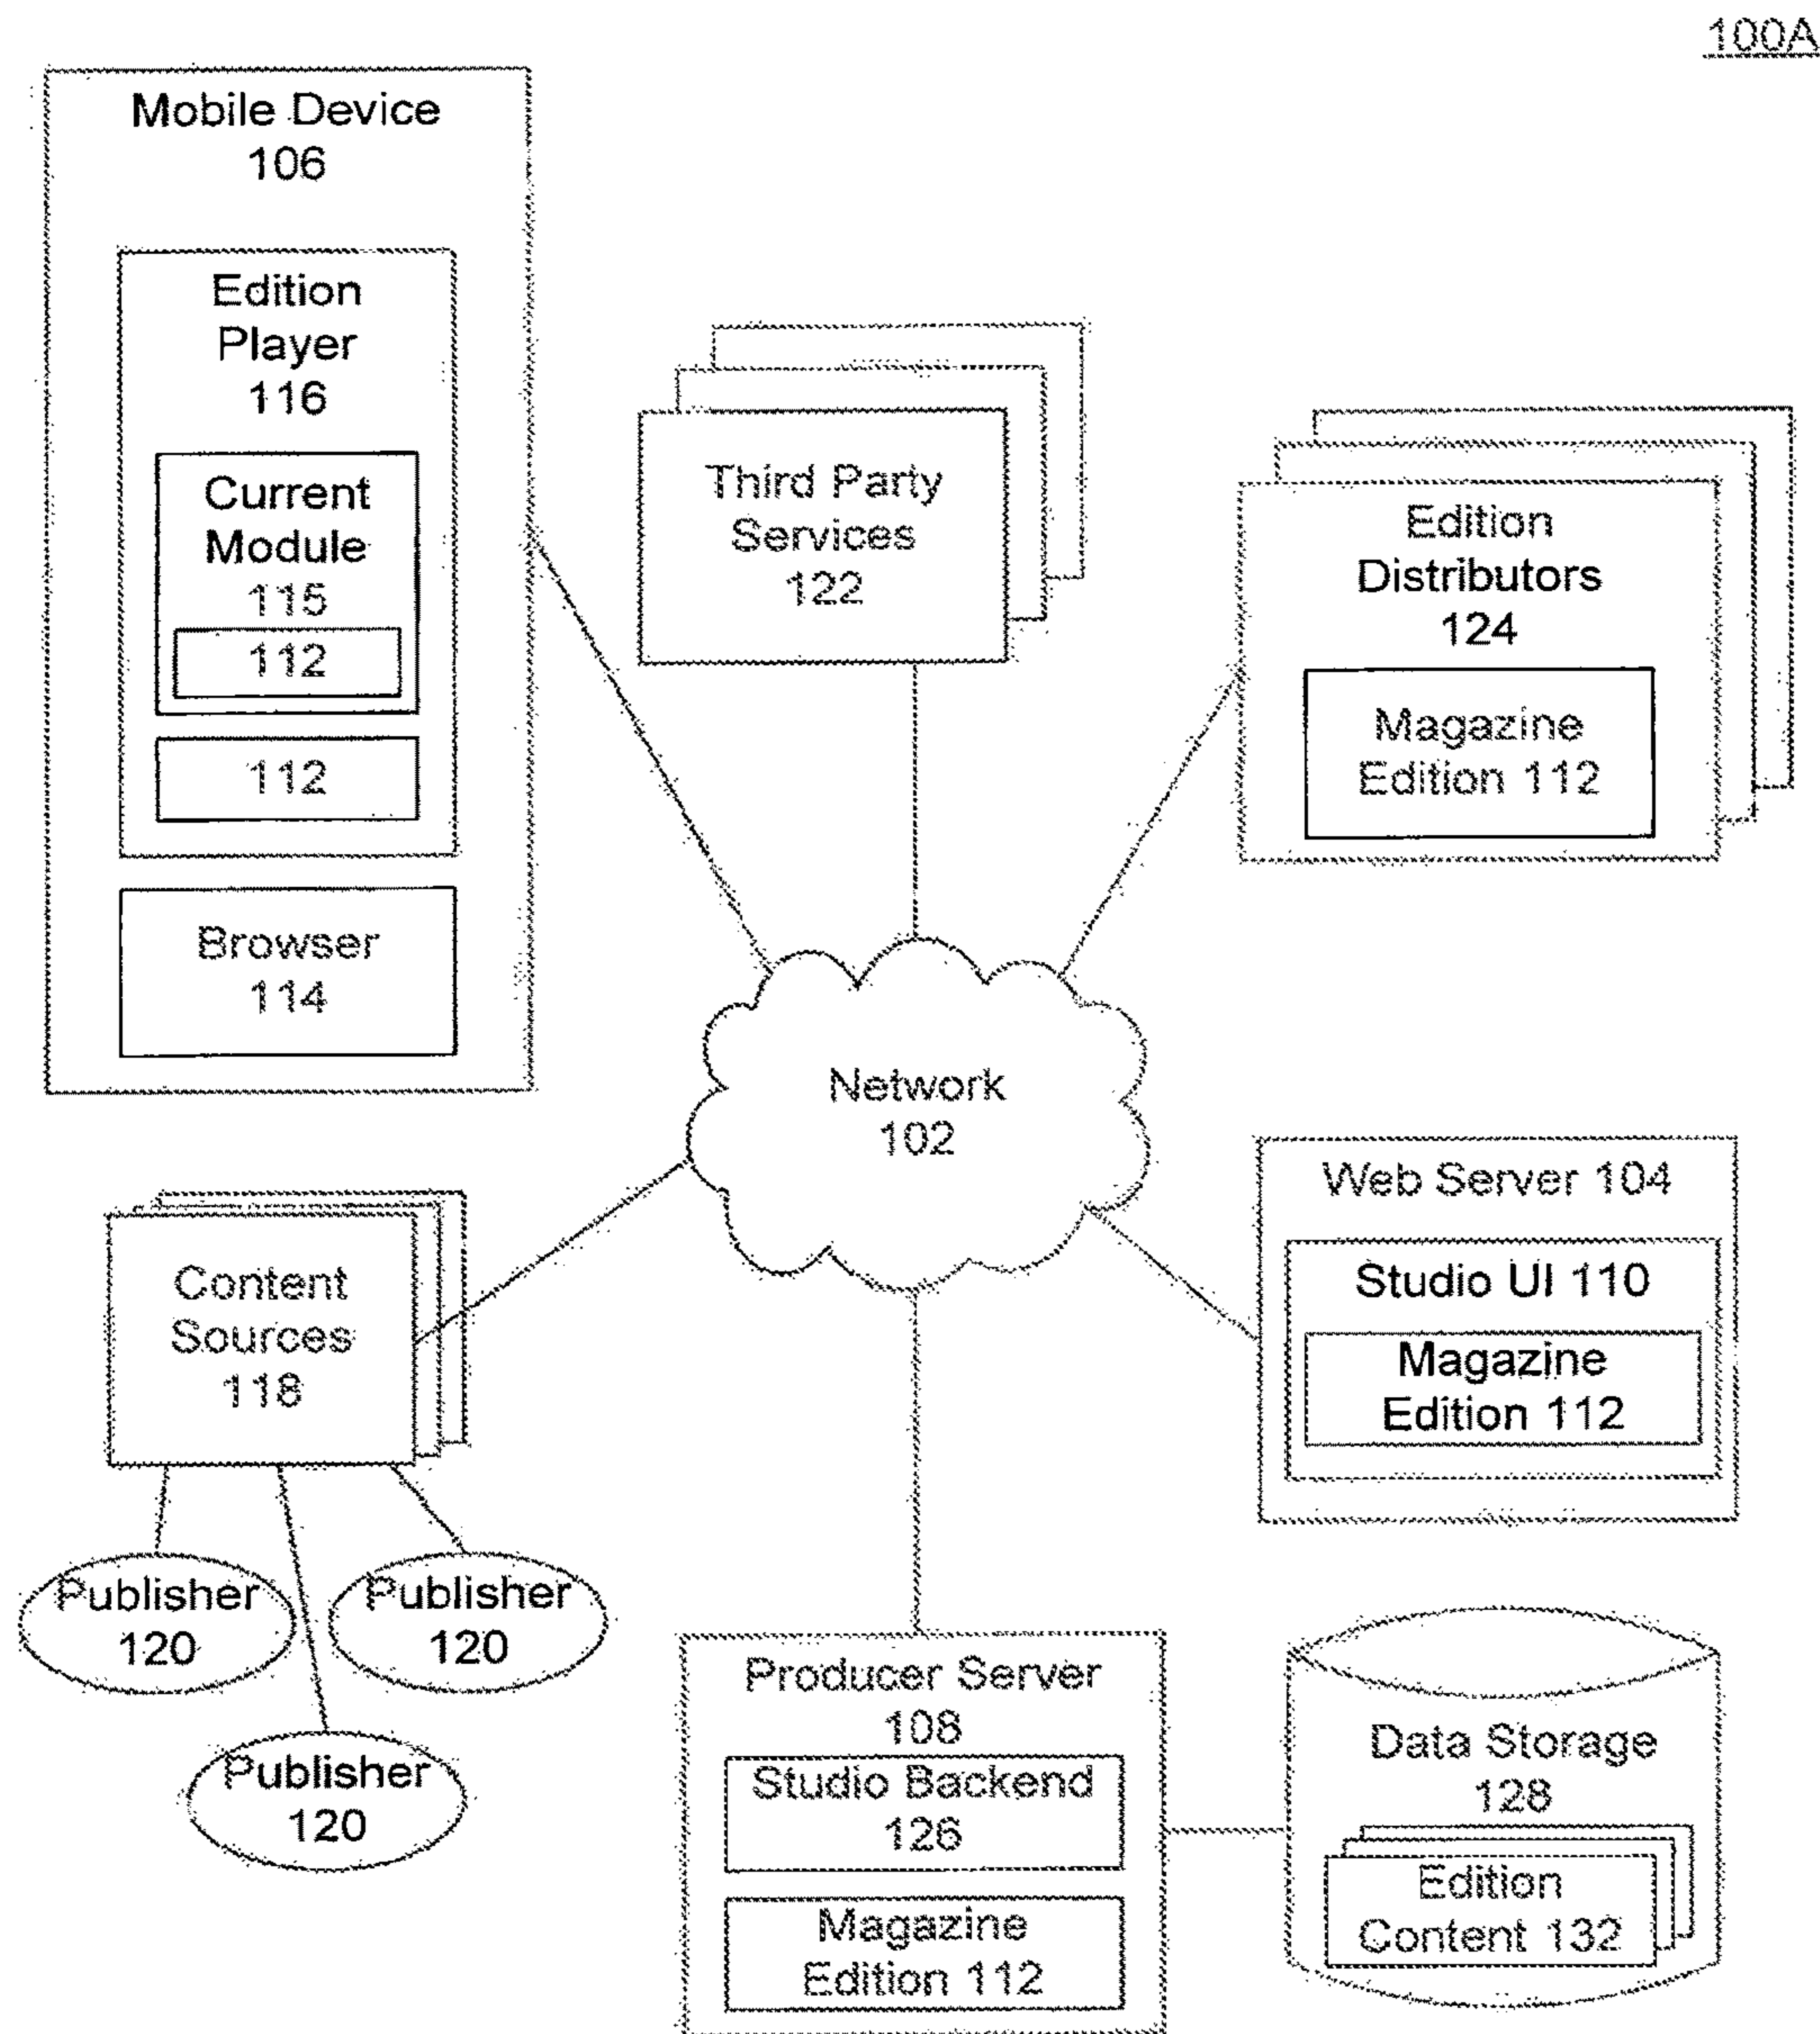 100A
Mobile Device
106
Edition
Player
116
Current
Module
115
112
112
Browser
114
Third Party
Services
122
Edition
Distributors
124
Magazine
Edition 112
Network
102
Web Server 104
Studio UI 110
Magazine
Edition 112
Content
Sources
118
Publisher
120
Publisher
120
Publisher
120
Producer Server
108
Studio Backend
126
Magazine
Edition 112
Data Storage
128
Edition
Content 132